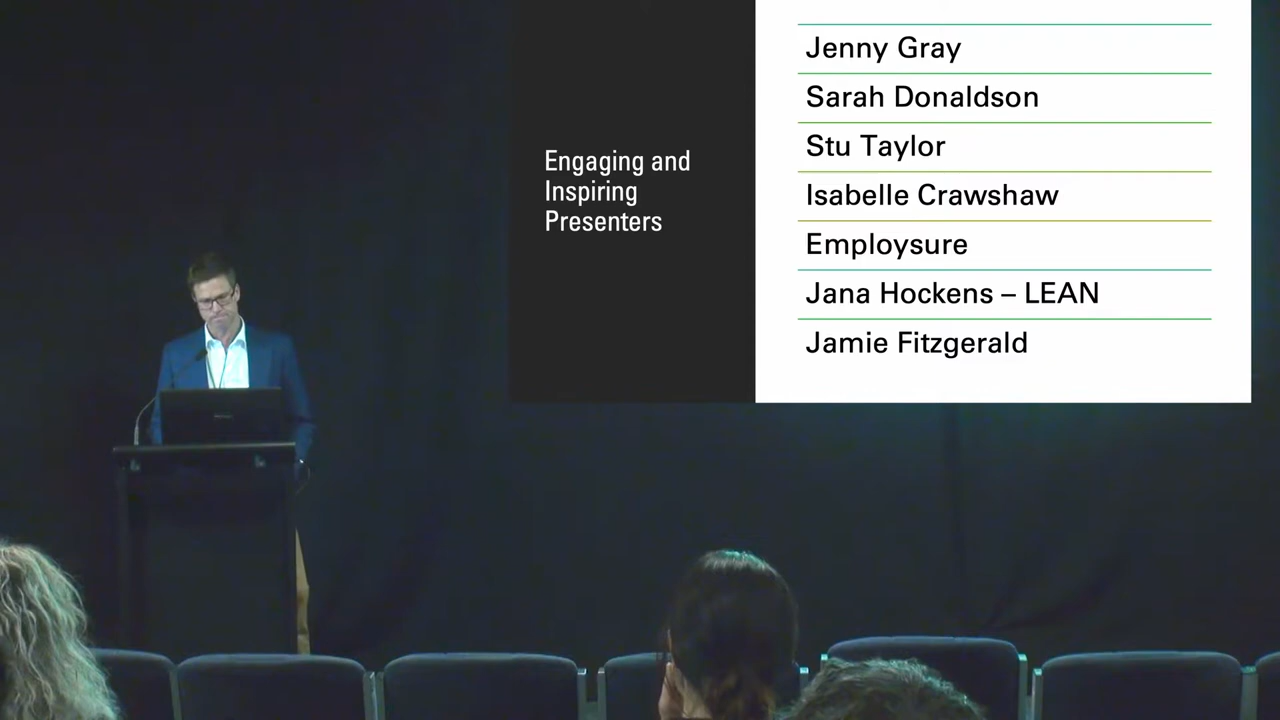 Engaging and
Inspiring
Presenters
Jenny Gray
Sarah Donaldson
Stu Taylor
Isabelle Crawshaw
Employsure
Jana Hockens – LEAN
Jamie Fitzgerald